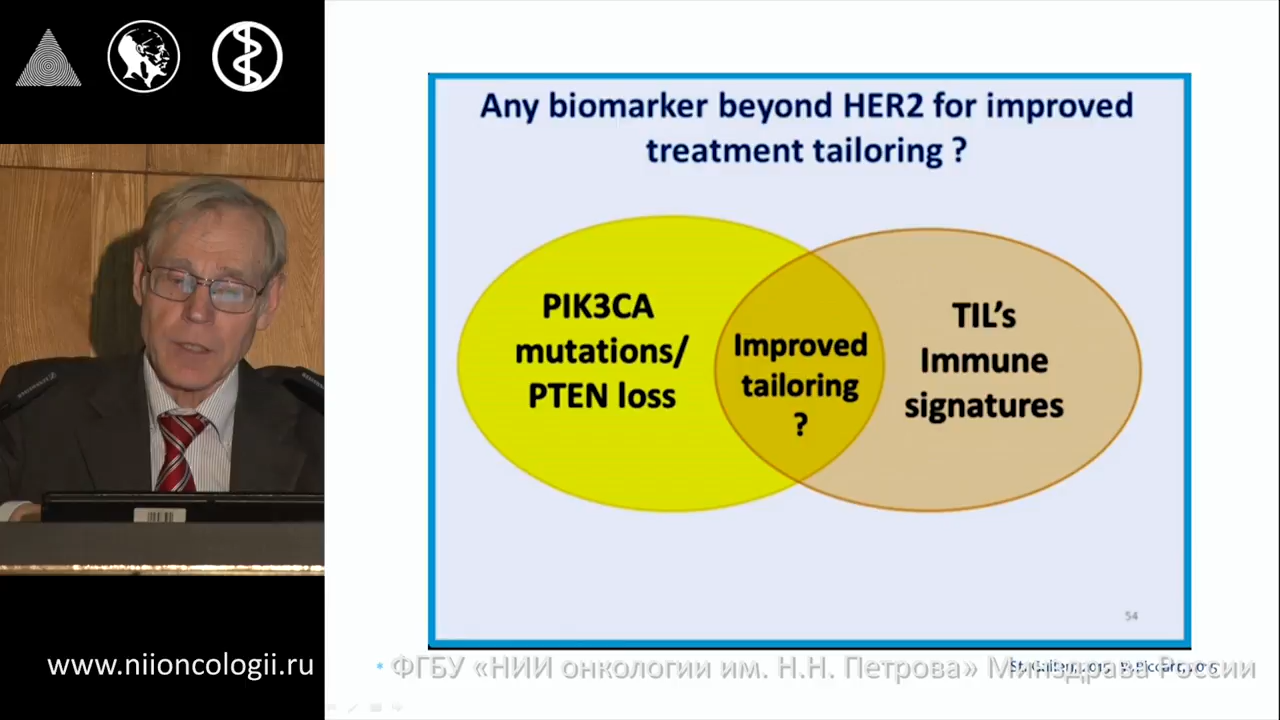 Any biomarker beyond HER2 for improved
treatment tailoring ?
PIK3CA
mutations/
PTEN loss
Improved
tailoring
?
TIL's
Immune
signatures
54
www.niioncologii.ru
* ФГБУ «НИИ онкологии им. Н.Н. Петрова» Минздрава России